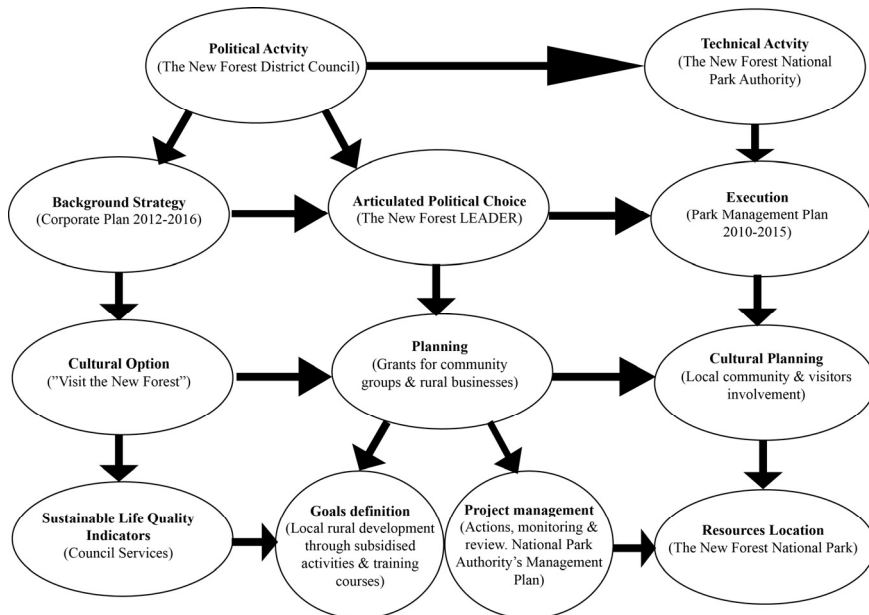 Political Actvity
(The New Forest District Council)
Technical Actvity
(The New Forest National
Park Authority)
Background Strategy
(Corporate Plan 2012-2016)
Articulated Political Choice
(The New Forest LEADER)
Execution
(Park Management Plan
2010-2015)
Cultural Option
(”Visit the New Forest”)
Planning
(Grants for community
groups & rural businesses)
Cultural Planning
(Local community & visitors
involvement)
Sustainable Life Quality
Indicators
(Council Services)
Goals definition
(Local rural development
through subsidised
activities & training
courses)
Project management
(Actions, monitoring &
review. National Park
Authority’s Management
Plan)
Resources Location
(The New Forest National Park)